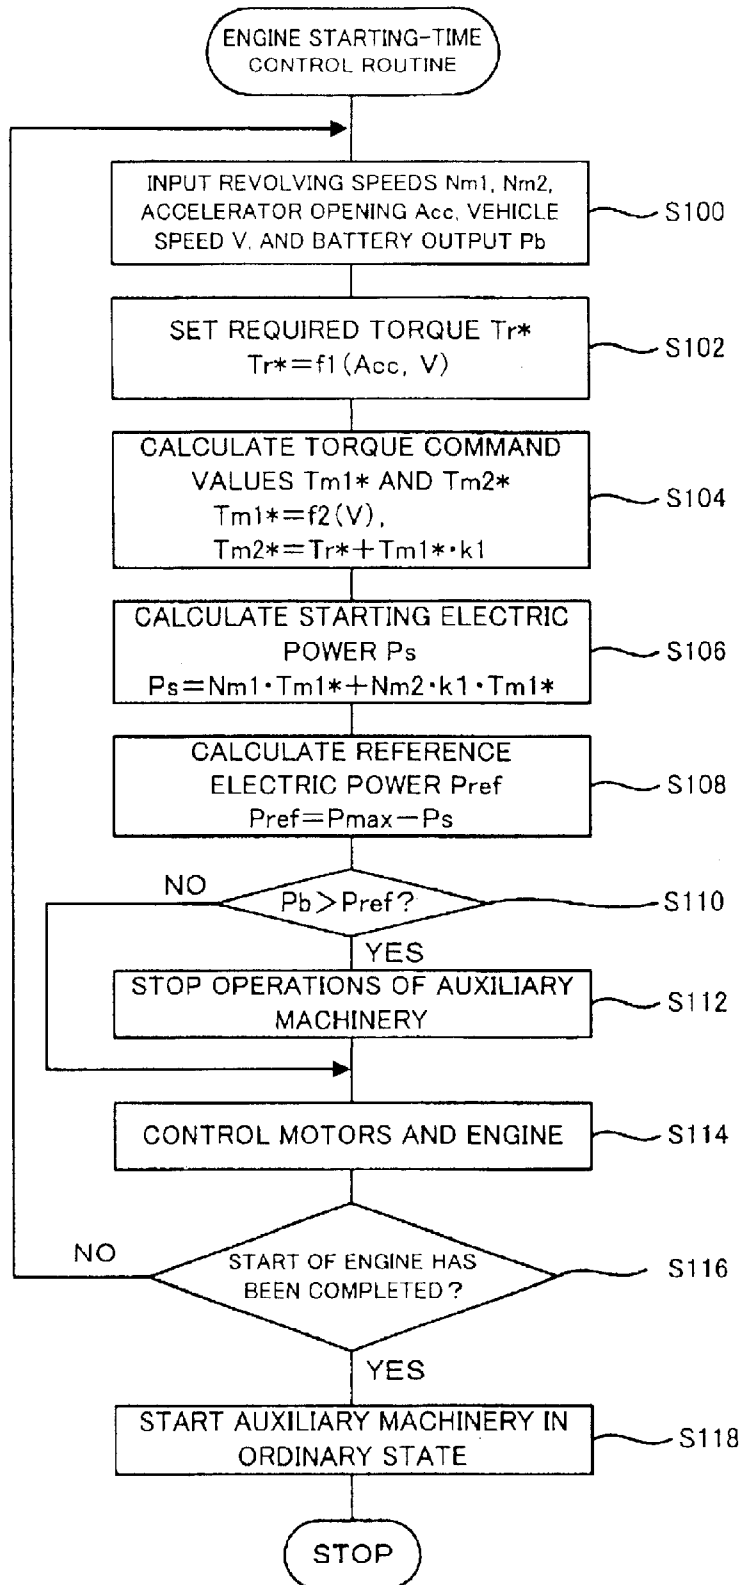 ENGINE STARTING-TIME
CONTROL ROUTINE
INPUT REVOLVING SPEEDS Nm1, Nm2,
ACCELERATOR OPENING Acc, VEHICLE
SPEED V, AND BATTERY OUTPUT Pb
S100
SET REQUIRED TORQUE Tr*
Tr*=f1(Acc, V)
S102
CALCULATE TORQUE COMMAND
VALUES Tm1* AND Tm2*
Tm1*=f2(V),
Tm2*=Tr*+Tm1*·k1
S104
CALCULATE STARTING ELECTRIC
POWER Ps
Ps=Nm1·Tm1*+Nm2·k1·Tm1*
S106
CALCULATE REFERENCE
ELECTRIC POWER Pref
Pref=Pmax-Ps
S108
NO
Pb>Pref?
S110
YES
STOP OPERATIONS OF AUXILIARY
MACHINERY
S112
CONTROL MOTORS AND ENGINE
S114
NO
START OF ENGINE HAS
BEEN COMPLETED?
S116
YES
START AUXILIARY MACHINERY IN
ORDINARY STATE
S118
STOP